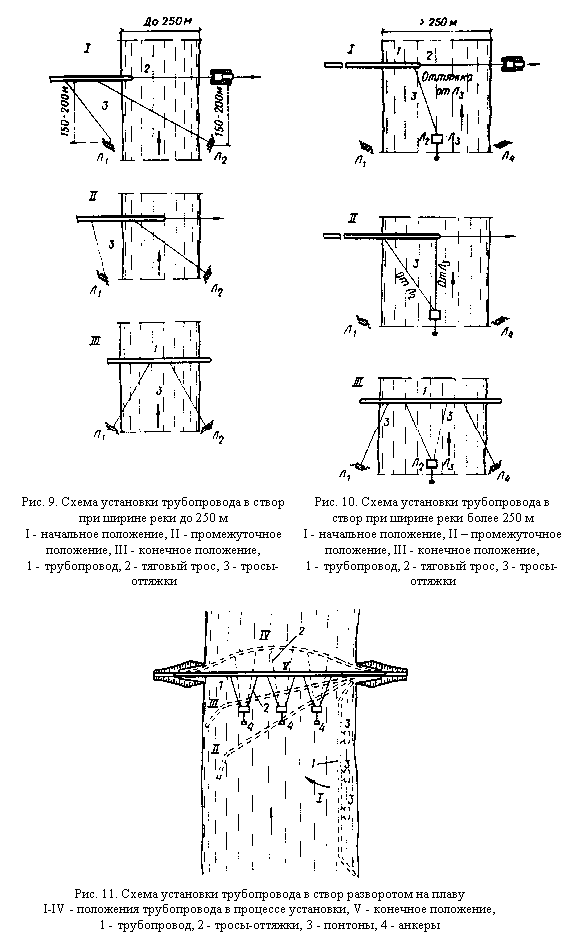 До 250 м
I
2
150-200м
3
150-200м
Л1
Л2
II
3
Л1
Л2
III
1
3
Л1
Л2
> 250 м
I
1
2
Оттяжка
от Л3
3
Л2
Л3
Л1
Л4
II
3
От Л3
Л1
Л4
III
1
3
3
Л2
Л3
Л1
Л4
Рис. 9. Схема установки трубопровода в створ
при ширине реки до 250 м
I - начальное положение, II - промежуточное
положение, III - конечное положение,
1 - трубопровод, 2 - тяговый трос, 3 - тросы-
оттяжки
Рис. 10. Схема установки трубопровода в
створ при ширине реки более 250 м
I - начальное положение, II – промежуточное
положение, III - конечное положение,
1 - трубопровод, 2 - тяговый трос, 3 - тросы-
оттяжки
IV
2
V
1
III
2
4
4
4
II
3
1
3
I
3
Рис. 11. Схема установки трубопровода в створ разворотом на плаву
I-IV - положения трубопровода в процессе установки, V - конечное положение,
1 - трубопровод, 2 - тросы-оттяжки, 3 - понтоны, 4 - анкеры